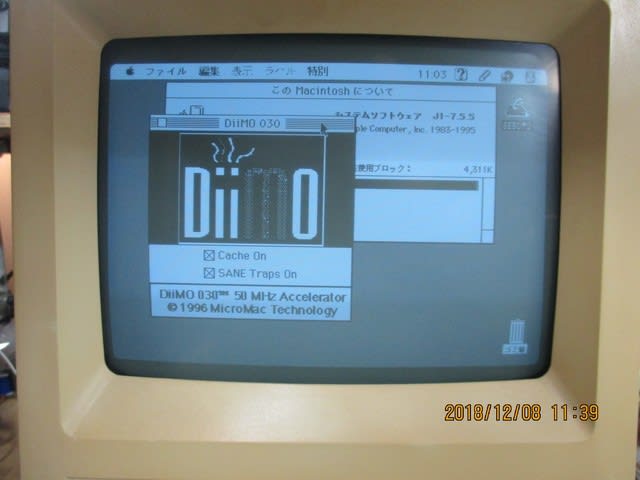 ファイル 編集 表示 ラベル 特別 11:03
この Macintosh について
システムソフトウェア J1-7.5.5
ple Computer, Inc. 1983-1995
DiiMO 030
使用ブロック： 4,311K
DiiMO
Cache On
SANE Traps On
DiiMO 030 50 MHz Accelerator
© 1996 MicroMac Technology
2018/12/08 11:39